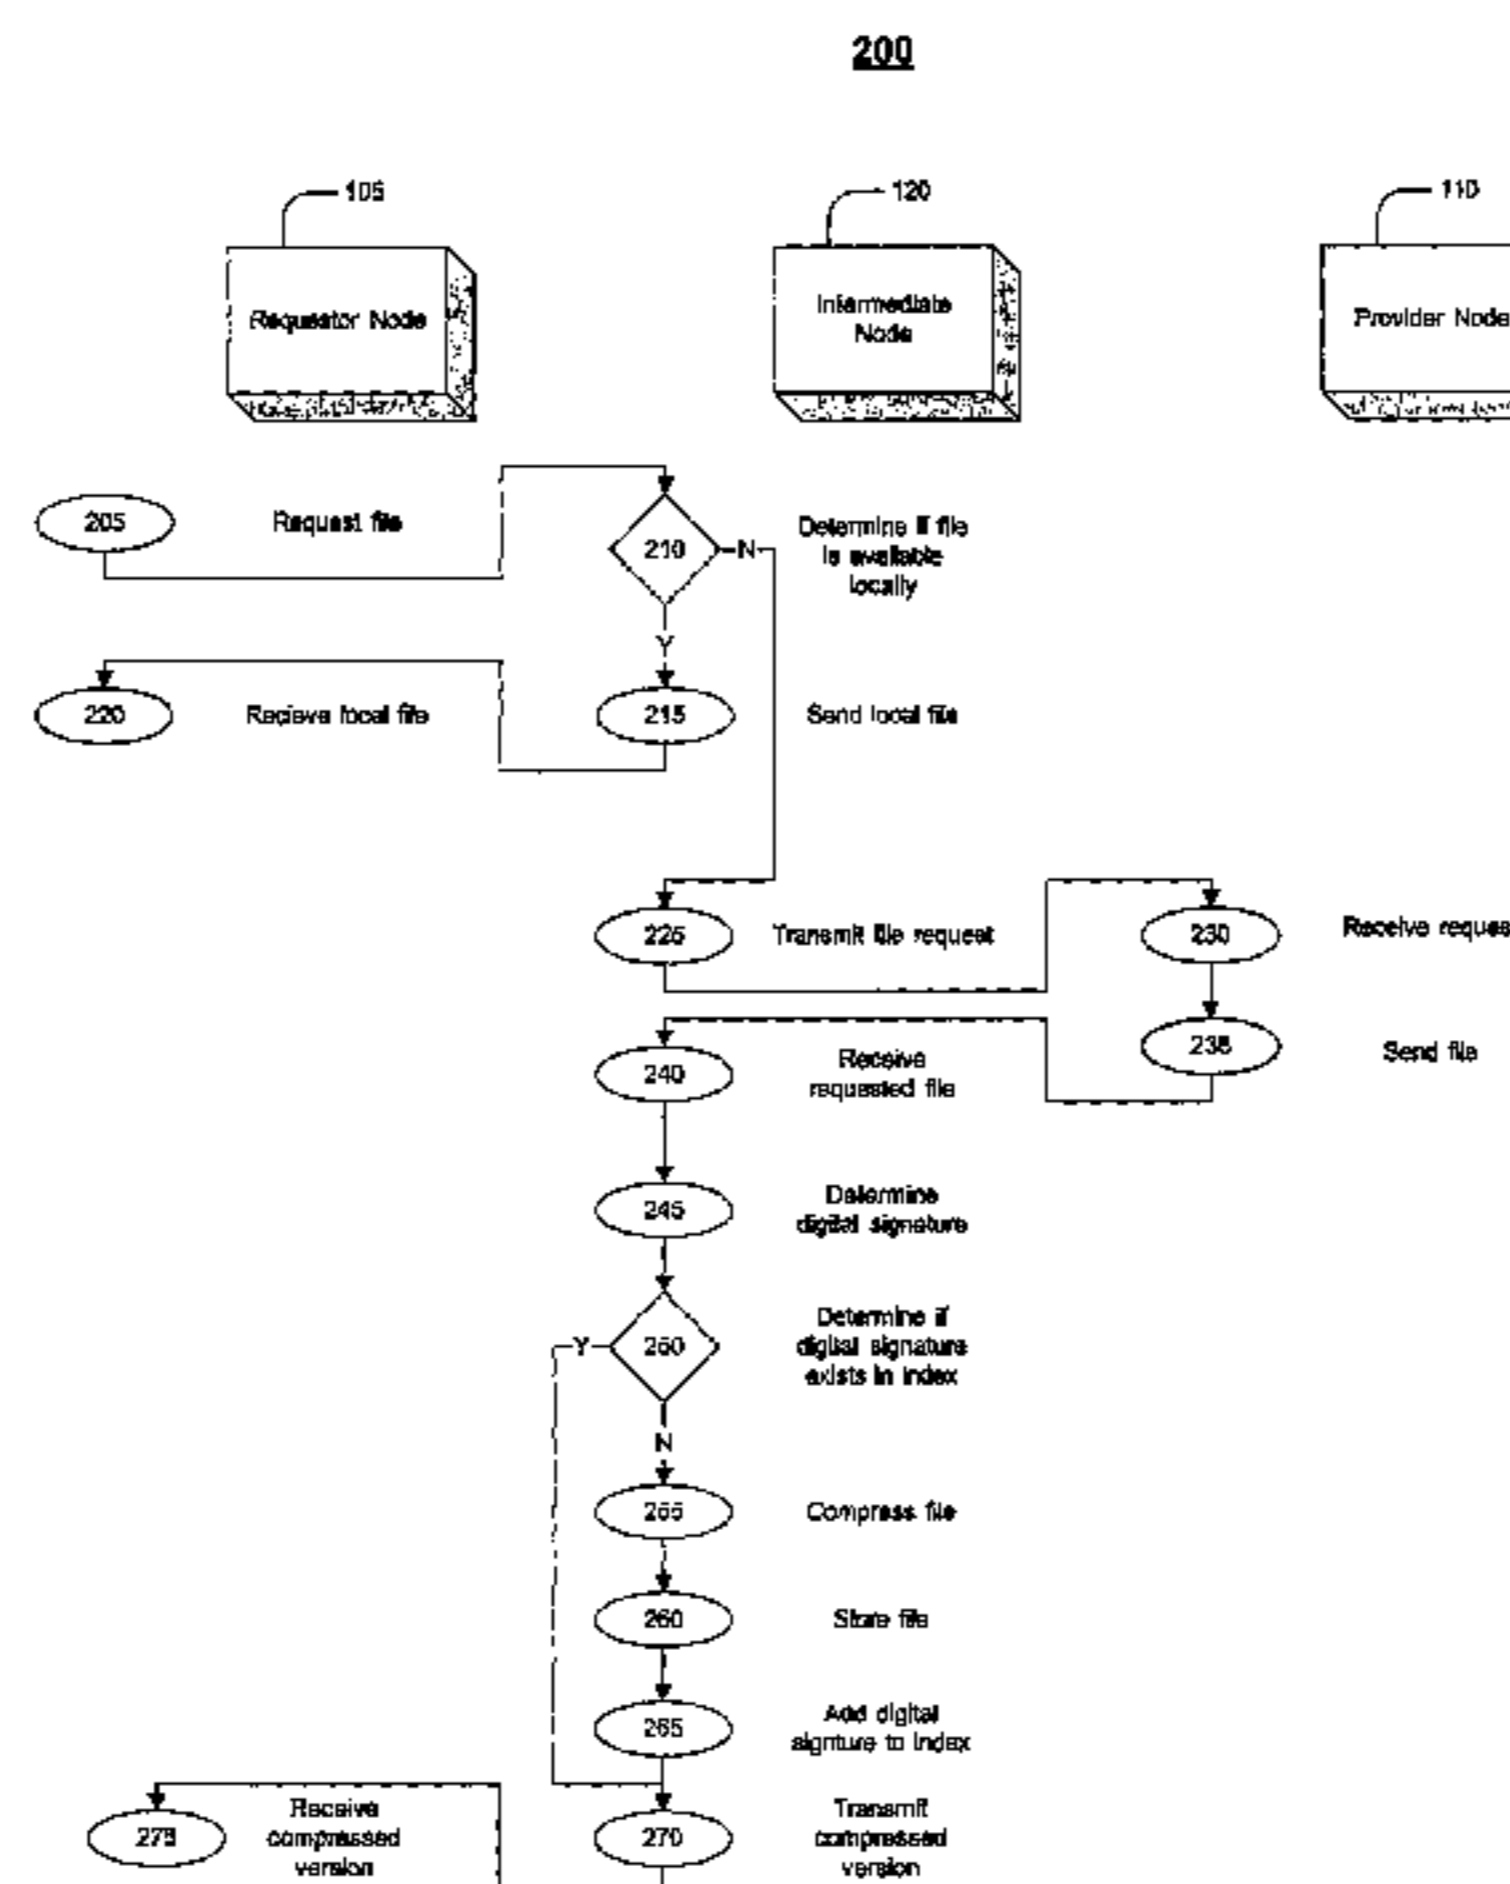 200
105
120
110
Requestor Node
Intermediate
Node
Provider Node
205
Request file
210
N
Determine if file
is available
locally
Y
220
Recieve local file
215
Send local file
225
Transmit file request
230
Receive reques
240
Receive
requested file
235
Send file
245
Determine
digital signature
Y
250
Determine if
digital signature
exists in index
N
255
Compress file
260
Store file
265
Add digital
signture to index
275
Receive
compressed
version
270
Transmit
compressed
version